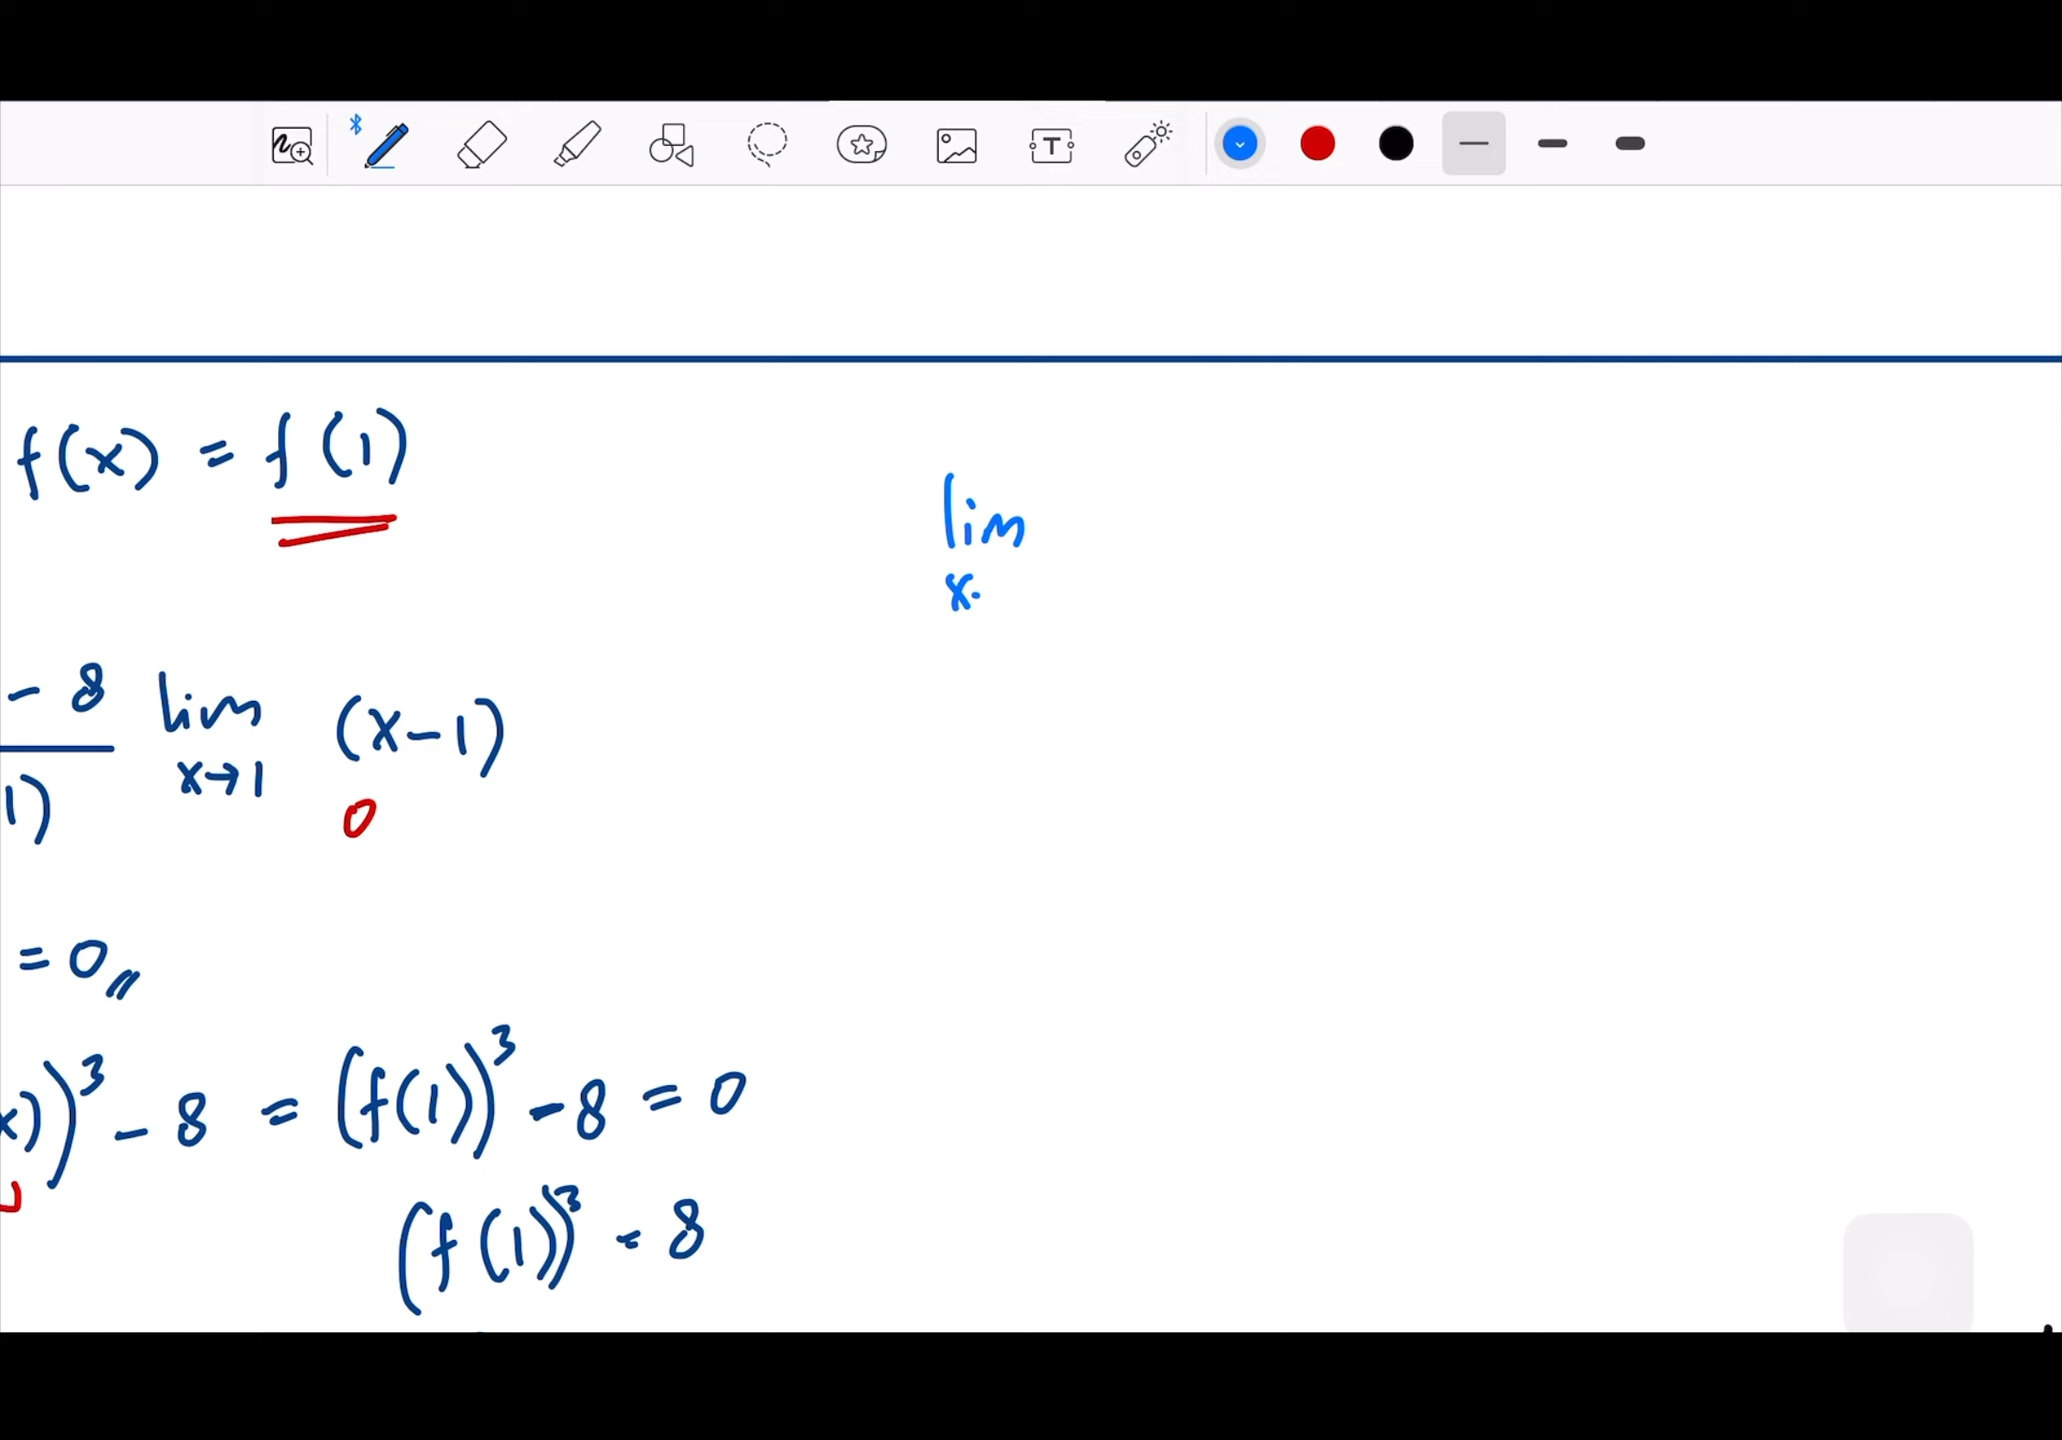 f(x) = f(1)
lim
x
- 8 lim (x-1)
1) x→1
0
= 0
x))³ - 8 = (f(1))³ - 8 = 0
(f(1))³ = 8